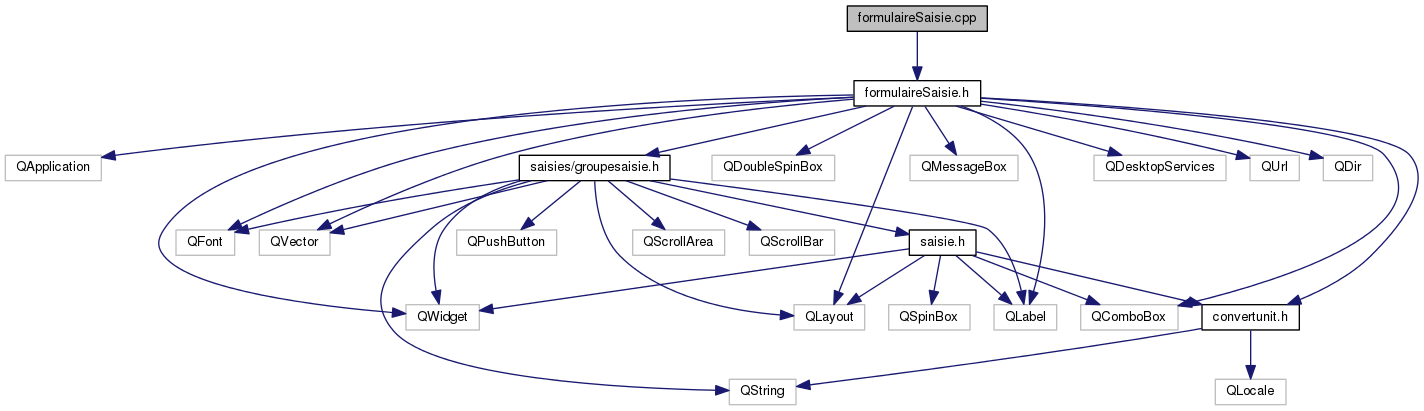 formulaireSaisie.cpp
formulaireSaisie.h
QApplication
saisies/groupesaisie.h
QDoubleSpinBox
QMessageBox
QDesktopServices
QUrl
QDir
QFont
QVector
QPushButton
QScrollArea
QScrollBar
saisie.h
QWidget
QLayout
QSpinBox
QLabel
QComboBox
convertunit.h
QString
QLocale